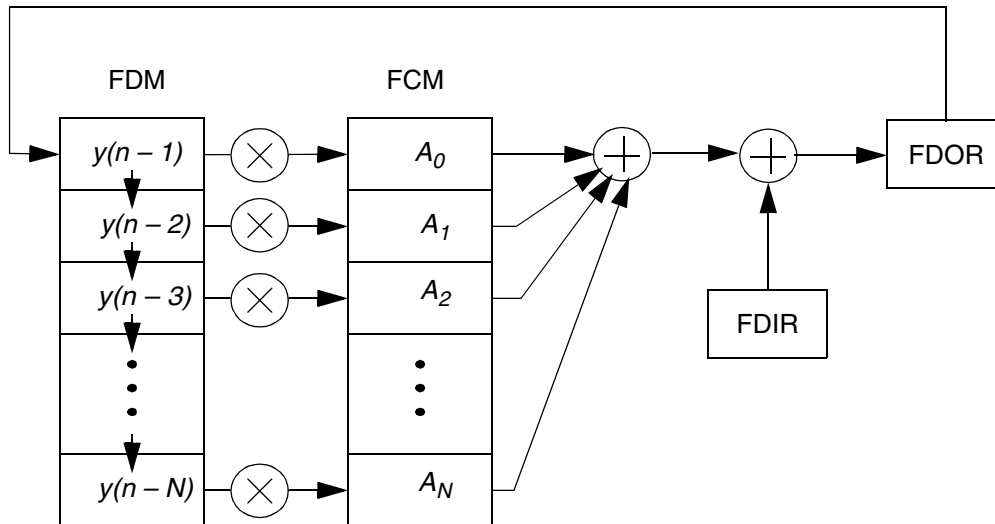 FDM FCM
y(n – 1) A0 FDOR
y(n – 2) A1
y(n – 3) A2
FDIR
y(n – N) AN